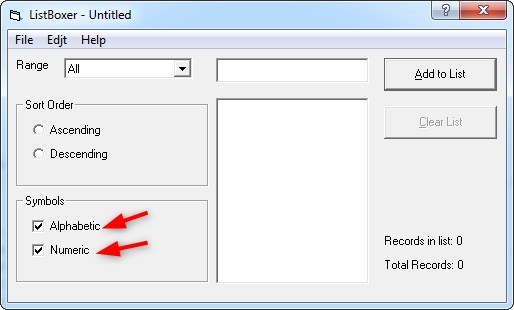 ListBoxer - Untitled
File Edjt Help
Range All Add to List
Sort Order Clear List
Ascending
Descending
Symbols
Alphabetic
Numeric
Records in list: 0
Total Records: 0